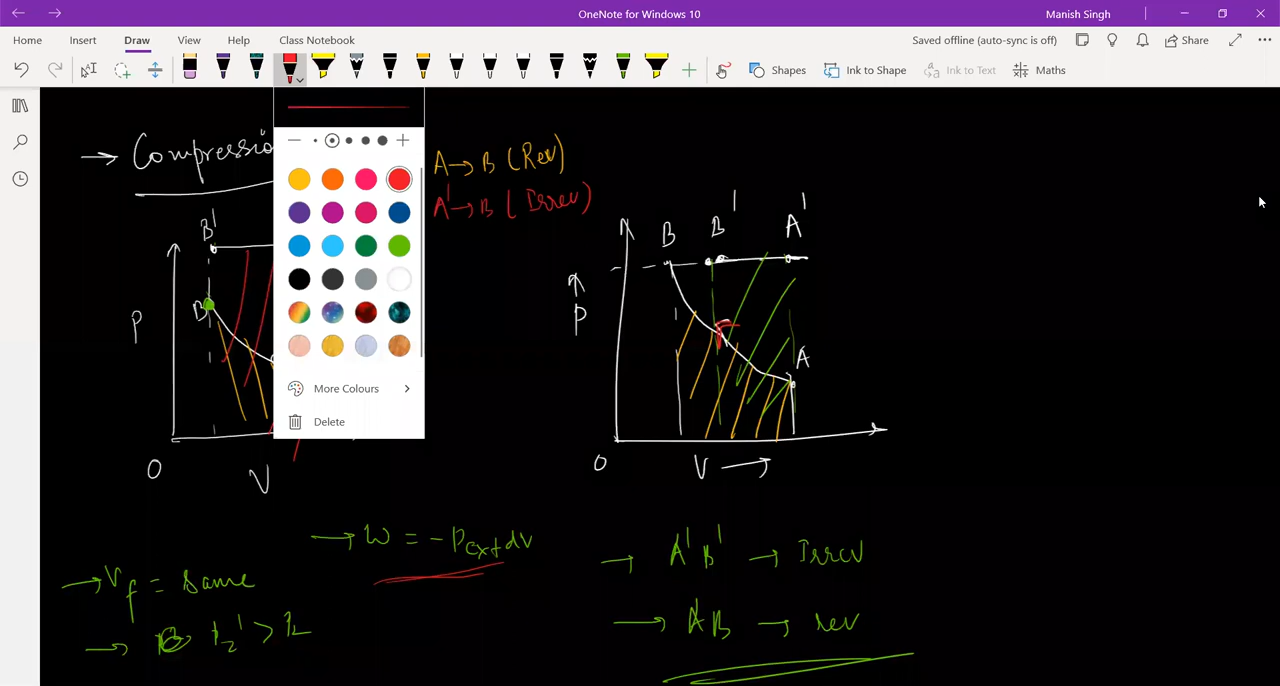 OneNote for Windows 10
Manish Singh
Home Insert Draw View Help Class Notebook
Saved offline (auto-sync is off)
Share
Shapes
Ink to Shape
Ink to Text
Maths
More Colours
Delete
→ Compressio
A → B (Rev)
A' → B (Irrev)
B'
B
P
O
V
B B' A'
P
A
O
V →
→ W = -Pext dv
→ Vf = Same
→ A'B' → Irrev
→ AB → rev